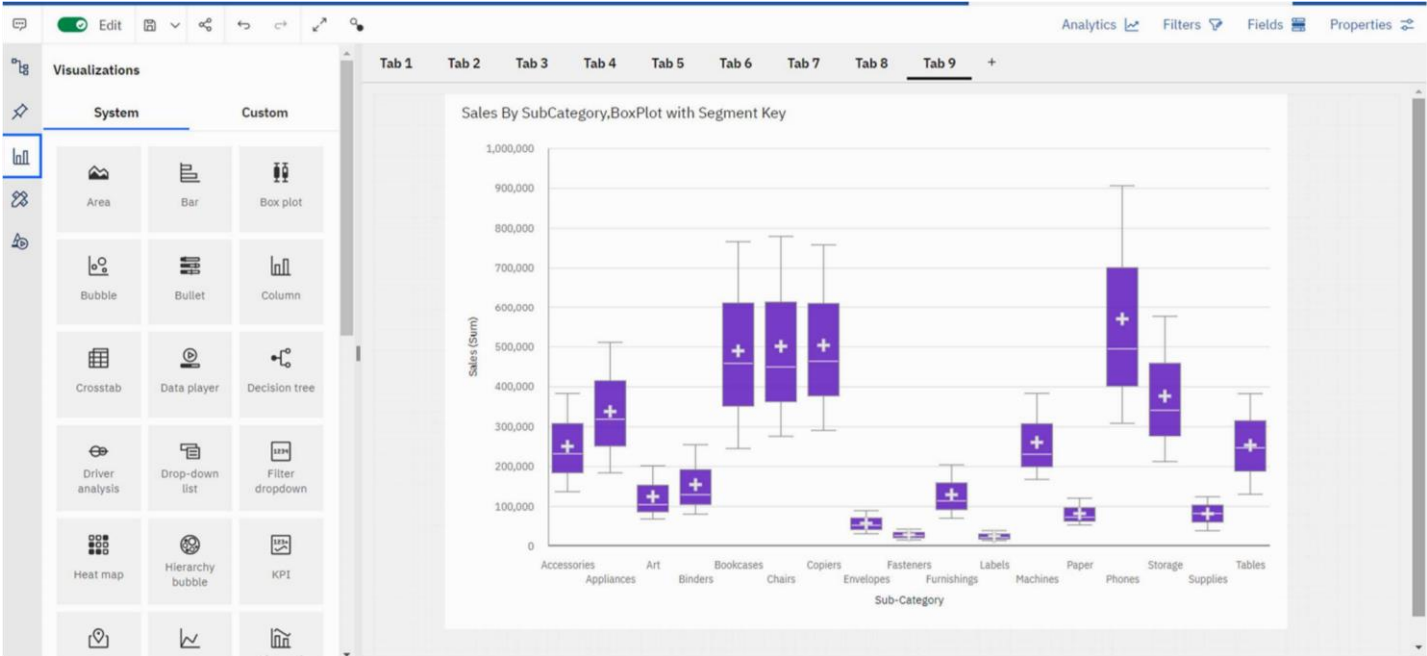 Edit
Analytics Filters Fields Properties
Visualizations
System Custom
Area Bar Box plot
Bubble Bullet Column
Crosstab Data player Decision tree
Driver analysis
Drop-down list
Filter dropdown
Heat map
Hierarchy bubble
KPI
Tab 1 Tab 2 Tab 3 Tab 4 Tab 5 Tab 6 Tab 7 Tab 8 Tab 9 +
Sales By SubCategory,BoxPlot with Segment Key
1,000,000
900,000
800,000
700,000
600,000
500,000
400,000
300,000
200,000
100,000
0
Sales (Sum)
Accessories Art Bookcases Copiers Fasteners Labels Paper Storage Tables
Appliances Binders Chairs Envelopes Furnishings Machines Phones Supplies
Sub-Category